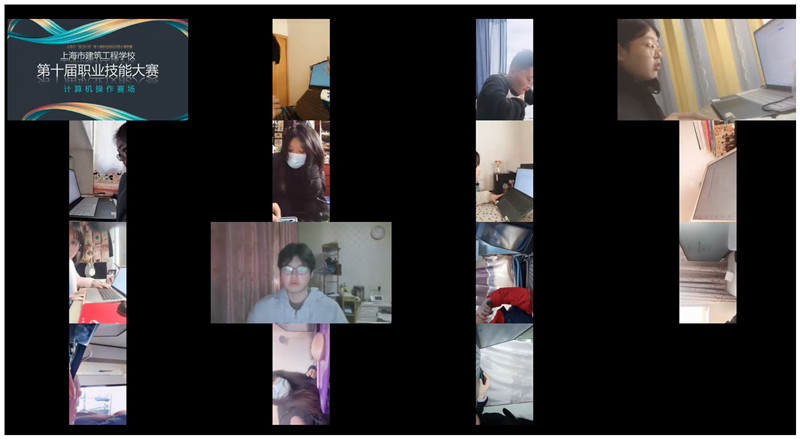 上海市建筑工程学校
第十届职业技能大赛
计算机操作赛场